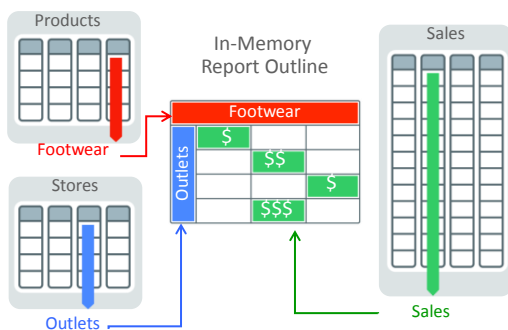 Products
In-Memory
Report Outline
Sales
Footwear
Footwear
Outlets
$
$$
$
$$$
Stores
Outlets
Sales